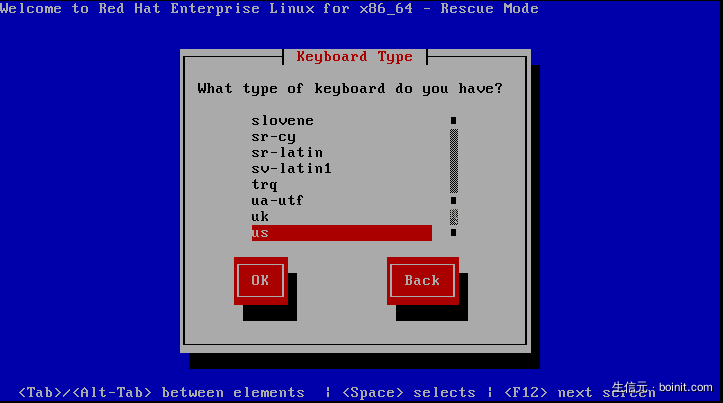 Welcome to Red Hat Enterprise Linux for x86_64 - Rescue Mode
Keyboard Type
What type of keyboard do you have?
slovene
sr-cy
sr-latin
sv-latin1
trq
ua-utf
uk
us
OK Back
<Tab>/<Alt-Tab> between elements | <Space> selects | <F12> next screen
生信元: boinit.com